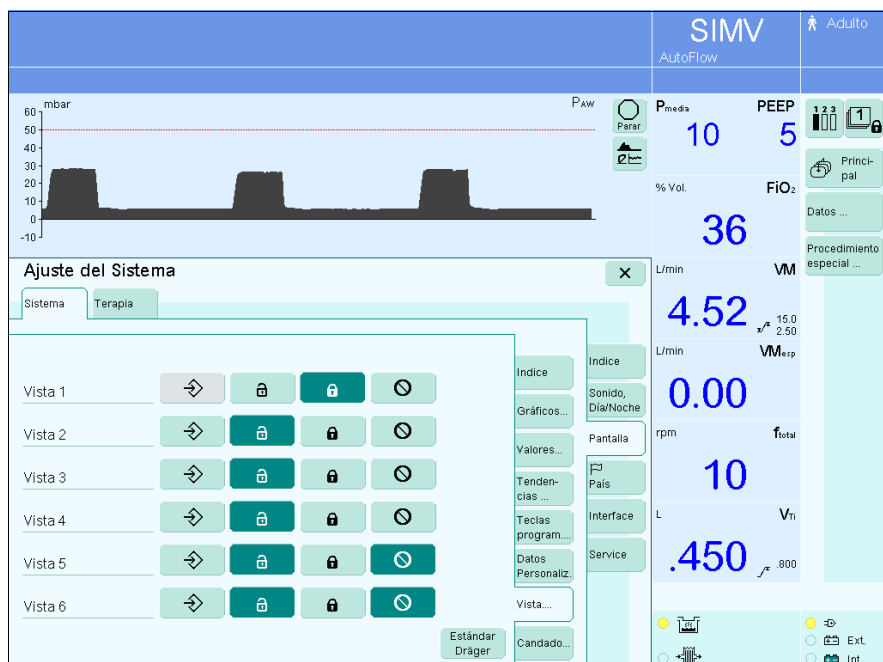 SIMV
AutoFlow
Adulto
mbar
PAW
60
50
40
30
20
10
0
-10
Parar
Pmedia
PEEP
10
5
1 2 3
1
Princi-
pal
% Vol.
FiO2
36
Datos ...
Procedimiento
especial ...
Ajuste del Sistema
Sistema
Terapia
L/min
VM
4.52
15.0
2.50
L/min
VMesp
0.00
rpm
ftotal
10
L
VTi
.450
.800
Vista 1
Vista 2
Vista 3
Vista 4
Vista 5
Vista 6
Estándar
Dräger
Indice
Gráficos...
Valores...
Tenden-
cias ...
Teclas
program....
Datos
Personaliz.
Vista....
Candado...
Indice
Sonido,
Día/Noche
Pantalla
País
Interface
Service
Ext.
Int.